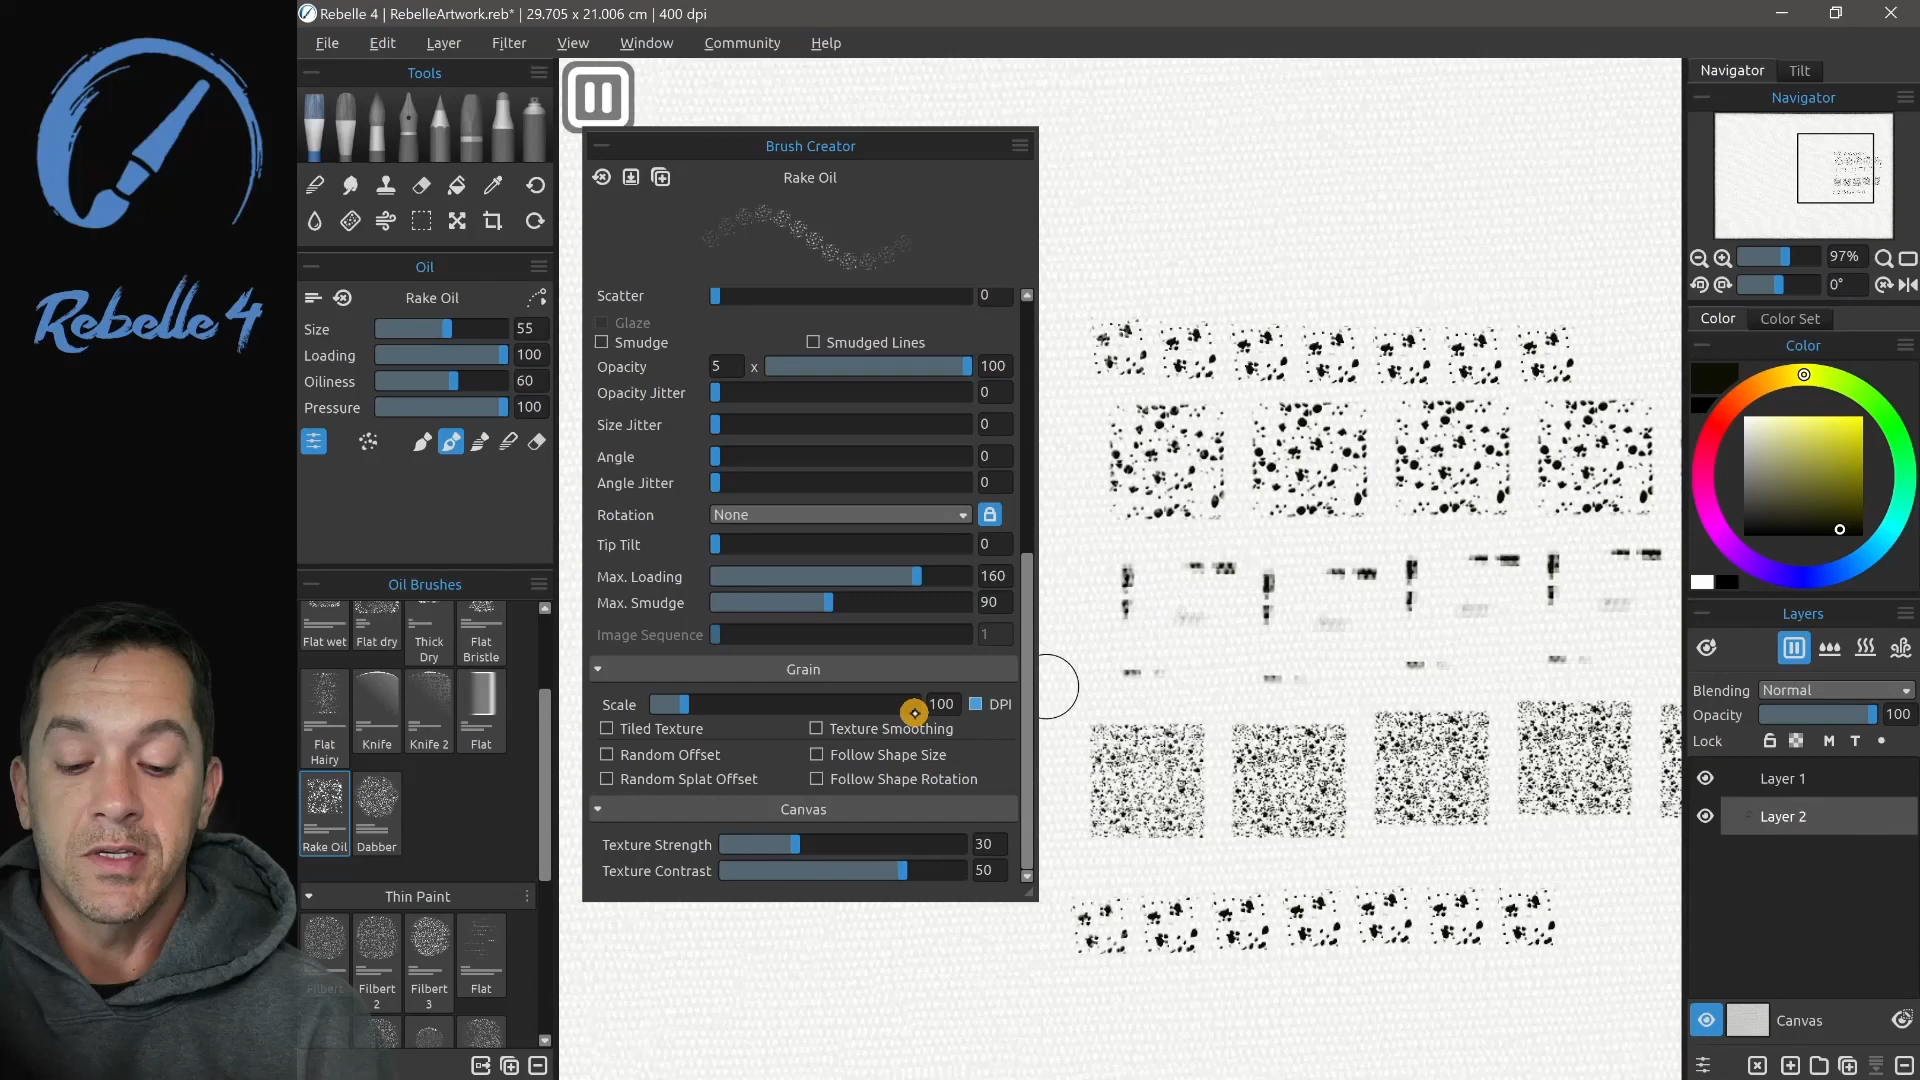 Rebelle 4 | RebelleArtwork.reb* | 29.705 x 21.006 cm | 400 dpi
File Edit Layer Filter View Window Community Help
Rebelle 4
Tools
Oil
Rake Oil
Size 55
Loading 100
Oiliness 60
Pressure 100
Oil Brushes
Flat wet
Flat dry
Thick Dry
Flat Bristle
Flat Hairy
Knife
Knife 2
Flat
Rake Oil
Dabber
Thin Paint
Filbert
Filbert 2
Filbert 3
Flat
Brush Creator
Rake Oil
Scatter 0
Glaze
Smudge Smudged Lines
Opacity 5 x 100
Opacity Jitter 0
Size Jitter 0
Angle 0
Angle Jitter 0
Rotation None
Tip Tilt 0
Max. Loading 160
Max. Smudge 90
Image Sequence 1
Grain
Scale 100 DPI
Tiled Texture Texture Smoothing
Random Offset Follow Shape Size
Random Splat Offset Follow Shape Rotation
Canvas
Texture Strength 30
Texture Contrast 50
Navigator Tilt
Navigator
97%
0°
Color Color Set
Color
Layers
Blending Normal
Opacity 100
Lock M T
Layer 1
Layer 2
Canvas